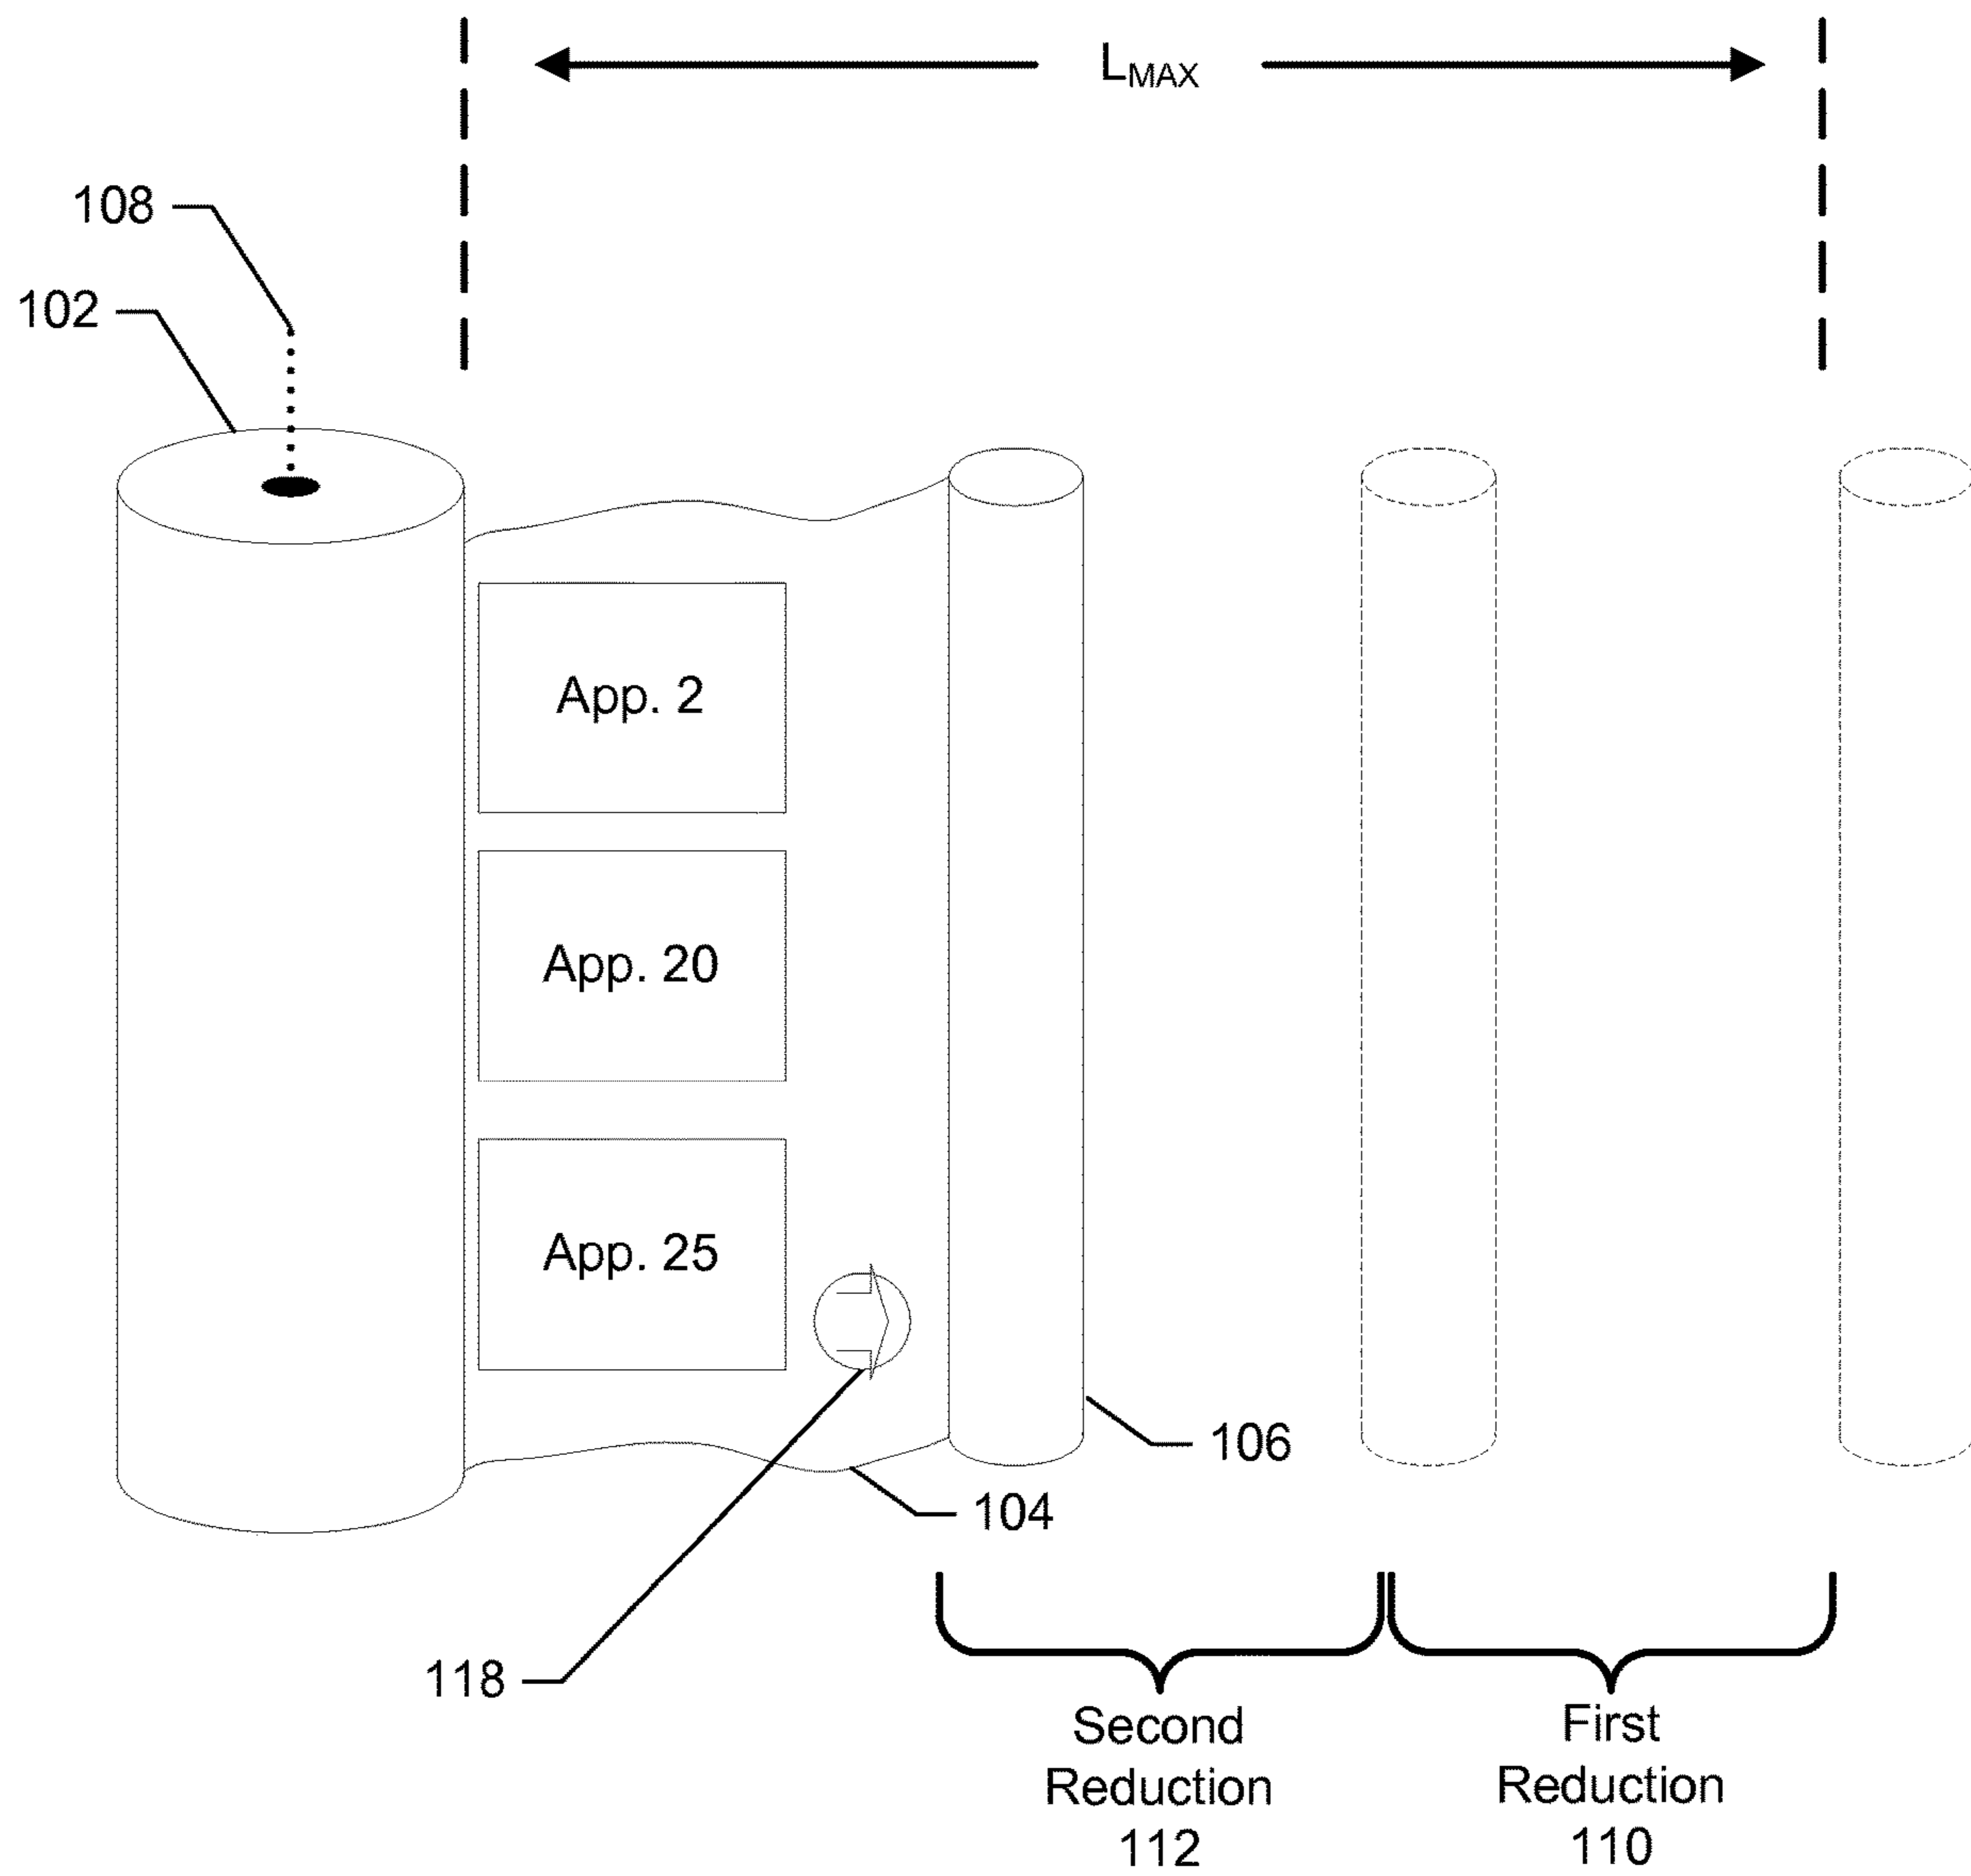 LMAX
108
102
App. 2
App. 20
App. 25
106
104
118
Second
Reduction
112
First
Reduction
110